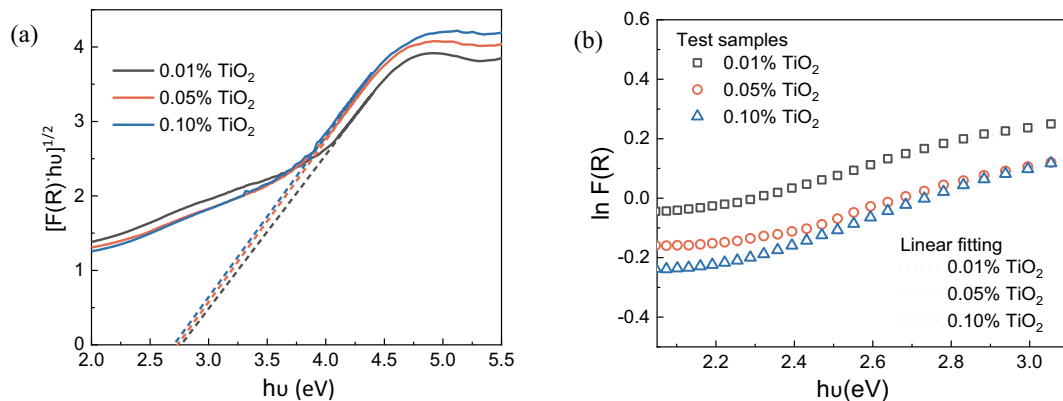 (a)
[F(R)·hυ]1/2
4
3
2
1
0
0.01% TiO2
0.05% TiO2
0.10% TiO2
2.0 2.5 3.0 3.5 4.0 4.5 5.0 5.5
hυ (eV)
(b)
ln F(R)
0.6
0.4
0.2
0.0
-0.2
-0.4
Test samples
0.01% TiO2
0.05% TiO2
0.10% TiO2
Linear fitting
0.01% TiO2
0.05% TiO2
0.10% TiO2
2.2 2.4 2.6 2.8 3.0
hυ(eV)